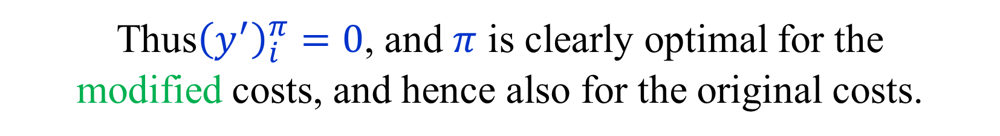 Thus (y′)ᵢ^π = 0, and π is clearly optimal for the
modified costs, and hence also for the original costs.